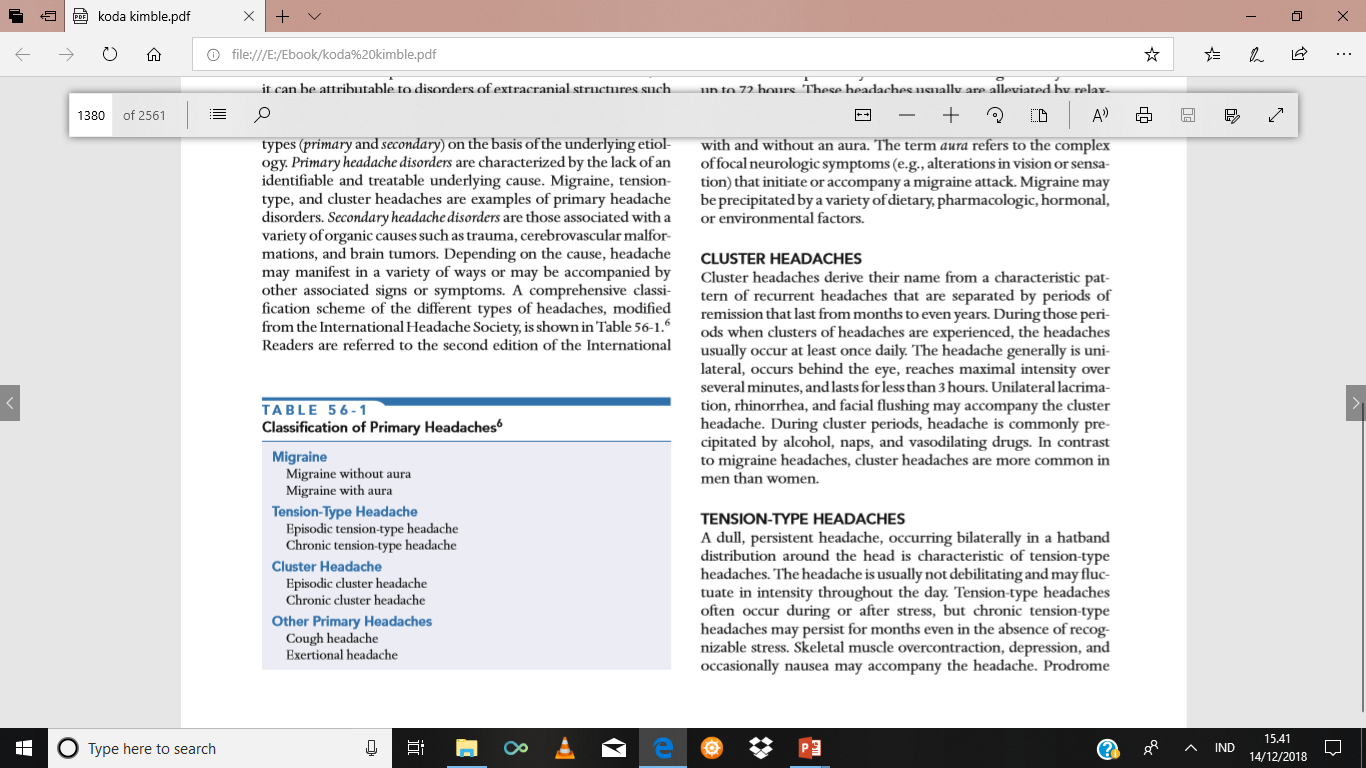 koda kimble.pdf
file:///E:/Ebook/koda%20kimble.pdf
1380 of 2561
it can be attributable to disorders of extracranial structures such
types (primary and secondary) on the basis of the underlying etiol-
ogy. Primary headache disorders are characterized by the lack of an
identifiable and treatable underlying cause. Migraine, tension-
type, and cluster headaches are examples of primary headache
disorders. Secondary headache disorders are those associated with a
variety of organic causes such as trauma, cerebrovascular malfor-
mations, and brain tumors. Depending on the cause, headache
may manifest in a variety of ways or may be accompanied by
other associated signs or symptoms. A comprehensive classi-
fication scheme of the different types of headaches, modified
from the International Headache Society, is shown in Table 56-1.⁶
Readers are referred to the second edition of the International
TABLE 56-1
Classification of Primary Headaches⁶
Migraine
Migraine without aura
Migraine with aura
Tension-Type Headache
Episodic tension-type headache
Chronic tension-type headache
Cluster Headache
Episodic cluster headache
Chronic cluster headache
Other Primary Headaches
Cough headache
Exertional headache
up to 72 hours. These headaches usually are alleviated by relax-
with and without an aura. The term aura refers to the complex
of focal neurologic symptoms (e.g., alterations in vision or sensa-
tion) that initiate or accompany a migraine attack. Migraine may
be precipitated by a variety of dietary, pharmacologic, hormonal,
or environmental factors.
CLUSTER HEADACHES
Cluster headaches derive their name from a characteristic pat-
tern of recurrent headaches that are separated by periods of
remission that last from months to even years. During those peri-
ods when clusters of headaches are experienced, the headaches
usually occur at least once daily. The headache generally is uni-
lateral, occurs behind the eye, reaches maximal intensity over
several minutes, and lasts for less than 3 hours. Unilateral lacrima-
tion, rhinorrhea, and facial flushing may accompany the cluster
headache. During cluster periods, headache is commonly pre-
cipitated by alcohol, naps, and vasodilating drugs. In contrast
to migraine headaches, cluster headaches are more common in
men than women.
TENSION-TYPE HEADACHES
A dull, persistent headache, occurring bilaterally in a hatband
distribution around the head is characteristic of tension-type
headaches. The headache is usually not debilitating and may fluc-
tuate in intensity throughout the day. Tension-type headaches
often occur during or after stress, but chronic tension-type
headaches may persist for months even in the absence of recog-
nizable stress. Skeletal muscle overcontraction, depression, and
occasionally nausea may accompany the headache. Prodrome
Type here to search
IND
15.41
14/12/2018